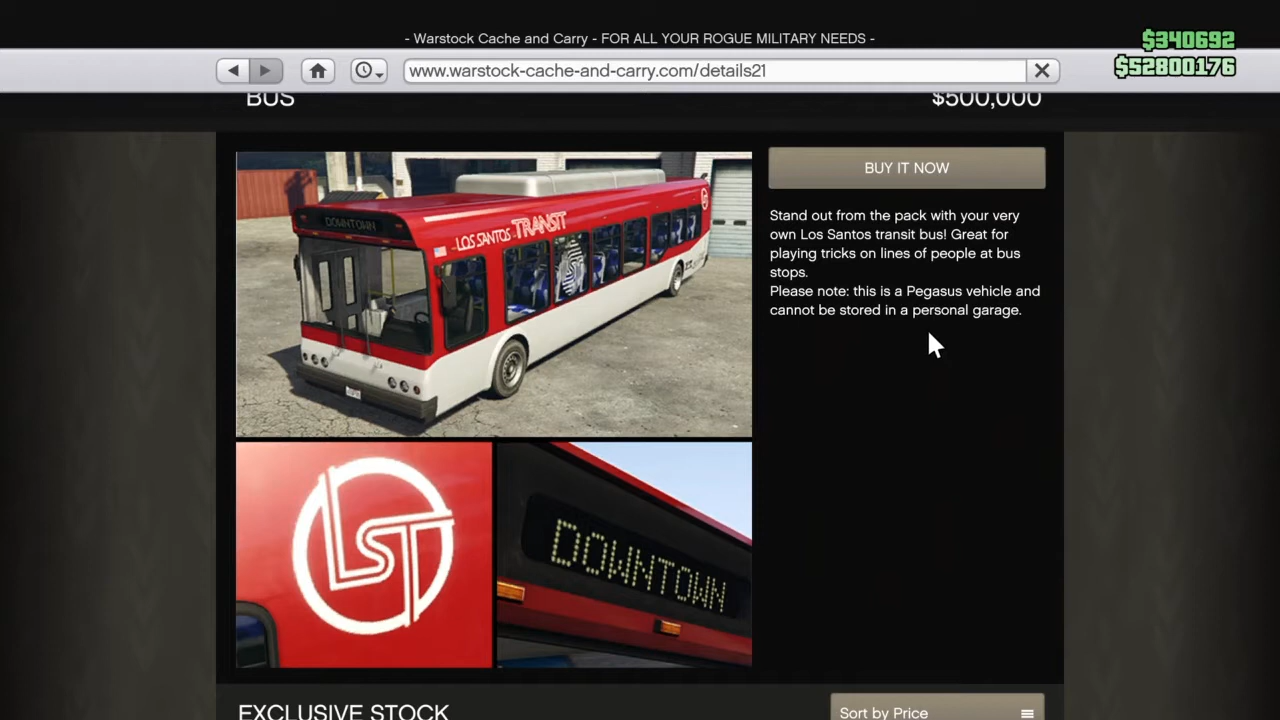 - Warstock Cache and Carry - FOR ALL YOUR ROGUE MILITARY NEEDS -
$340692
$52800176
www.warstock-cache-and-carry.com/details21
BUS
$500,000
BUY IT NOW
Stand out from the pack with your very
own Los Santos transit bus! Great for
playing tricks on lines of people at bus
stops.
Please note: this is a Pegasus vehicle and
cannot be stored in a personal garage.
DOWNTOWN
LOS SANTOS TRANSIT
LST
DOWNTOWN
EXCLUSIVE STOCK
Sort by Price